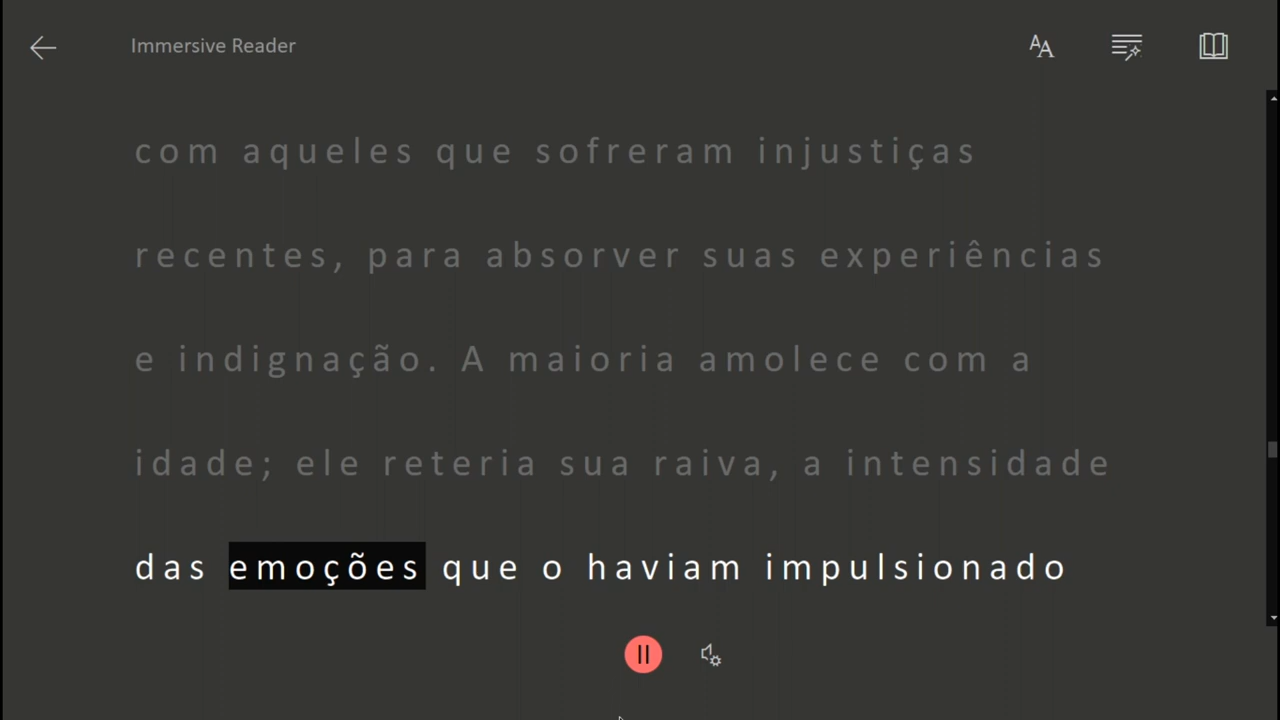 Immersive Reader
com aqueles que sofreram injustiças
recentes, para absorver suas experiências
e indignação. A maioria amolece com a
idade; ele reteria sua raiva, a intensidade
das emoções que o haviam impulsionado